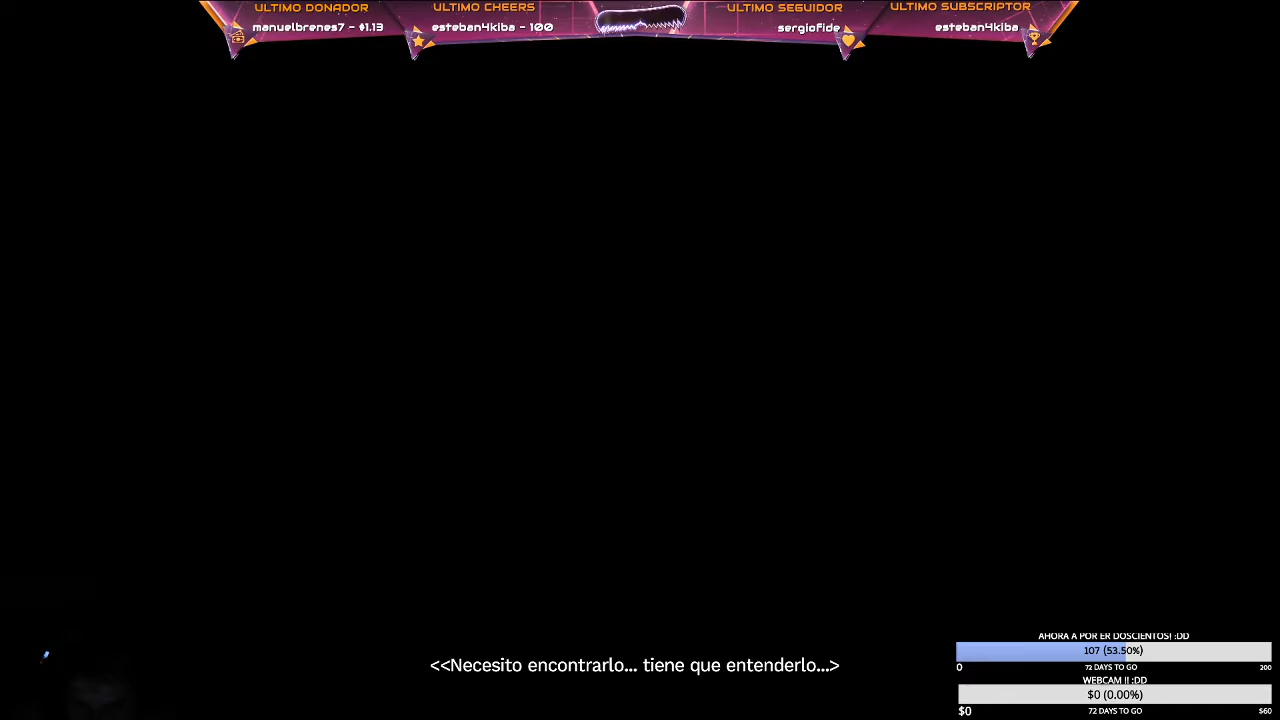 ULTIMO DONADOR
manuelbrenes7 - $1.13
ULTIMO CHEERS
esteban4kiba - 100
ULTIMO SEGUIDOR
sergiofide
ULTIMO SUBSCRIPTOR
esteban4kiba
<<Necesito encontrarlo... tiene que entenderlo...>
AHORA A POR ER DOSCIENTOS! :DD
107 (53.50%)
0 72 DAYS TO GO 200
WEBCAM !! :DD
$0 (0.00%)
$0 72 DAYS TO GO $60